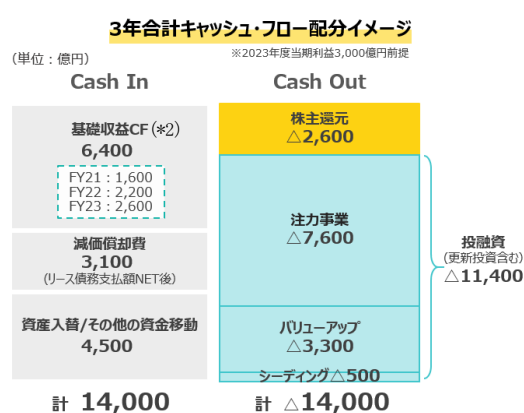 3年合計キャッシュ・フロー配分イメージ
※2023年度当期利益3,000億円前提
(単位：億円)
Cash In
Cash Out
基礎収益CF(*2)
6,400
FY21：1,600
FY22：2,200
FY23：2,600
減価償却費
3,100
(リース債務支払額NET後)
資産入替/その他の資金移動
4,500
計 14,000
株主還元
△2,600
注力事業
△7,600
バリューアップ
△3,300
シーディング△500
計 △14,000
投融資
(更新投資含む)
△11,400